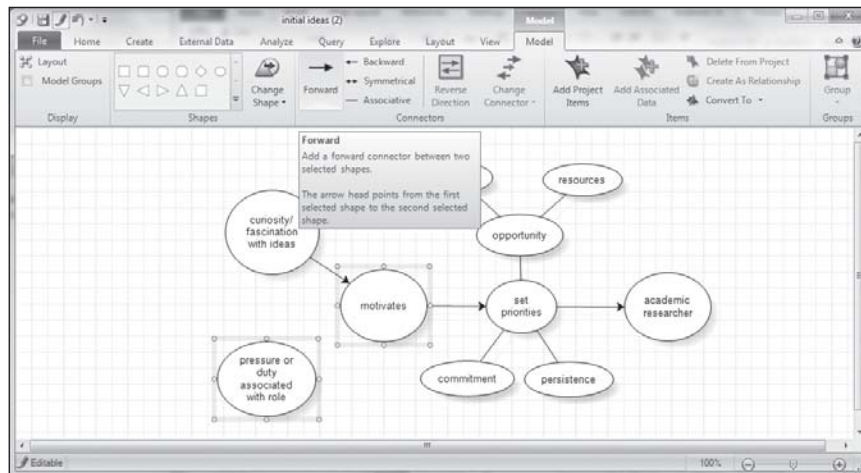 initial ideas (2)
Model
File Home Create External Data Analyze Query Explore Layout View Model
Layout
Model Groups
Display
Shapes
Change
Shape
Forward
Backward
Symmetrical
Associative
Reverse
Direction
Change
Connector
Connectors
Add Project
Items
Add Associated
Data
Delete From Project
Create As Relationship
Convert To
Items
Group
Groups
Forward
Add a forward connector between two
selected shapes.
The arrow head points from the first
selected shape to the second selected
shape.
resources
curiosity/
fascination
with ideas
opportunity
motivates
set
priorities
academic
researcher
pressure or
duty
associated
with role
commitment
persistence
Editable
100%